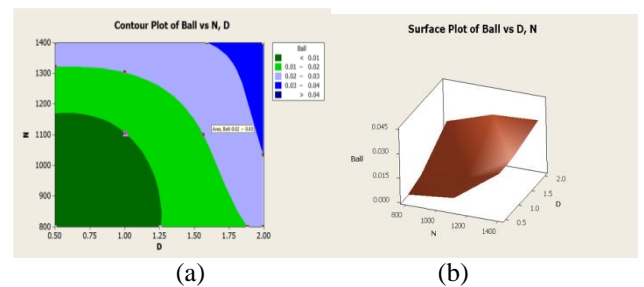 Contour Plot of Ball vs N, D
1400
1300
1200
1100
1000
900
800
N
0.50 0.75 1.00 1.25 1.50 1.75 2.00
D
Ball
< 0.01
0.01 – 0.02
0.02 – 0.03
0.03 – 0.04
> 0.04
Surface Plot of Ball vs D, N
0.045
0.030
0.015
0.000
Ball
800 1000 1200 1400
N
0.5 1.0 1.5 2.0
D
(a) (b)